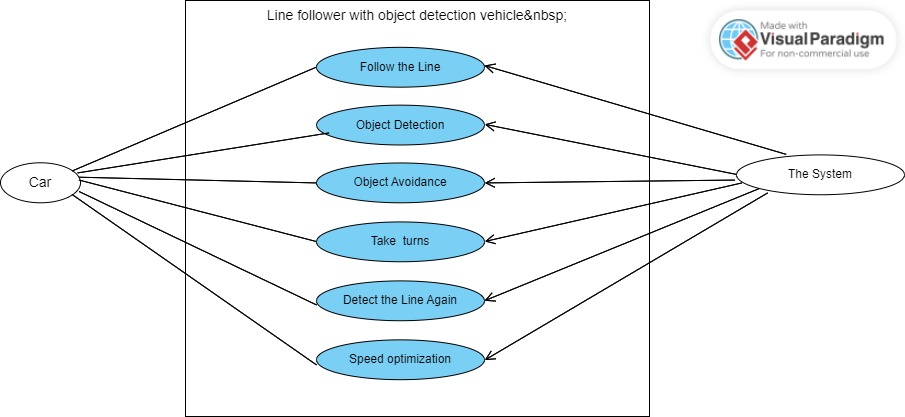 Line follower with object detection vehicle&nbsp;
Made with
Visual Paradigm
For non-commercial use
Follow the Line
Object Detection
Object Avoidance
Car
The System
Take  turns
Detect the Line Again
Speed optimization